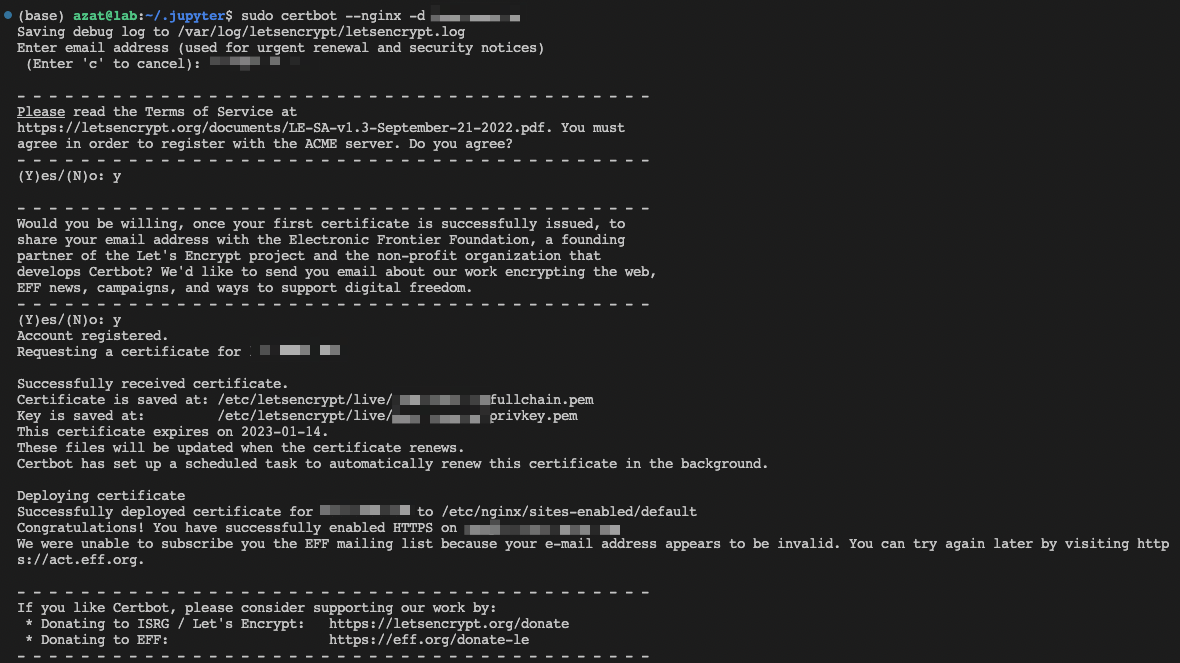 (base) azat@lab:~/.jupyter$ sudo certbot --nginx -d
Saving debug log to /var/log/letsencrypt/letsencrypt.log
Enter email address (used for urgent renewal and security notices)
 (Enter 'c' to cancel):
- - - - - - - - - - - - - - - - - - - - - - - - - - - - - - - - - - - - - - - -
Please read the Terms of Service at
https://letsencrypt.org/documents/LE-SA-v1.3-September-21-2022.pdf. You must
agree in order to register with the ACME server. Do you agree?
- - - - - - - - - - - - - - - - - - - - - - - - - - - - - - - - - - - - - - - -
(Y)es/(N)o: y
- - - - - - - - - - - - - - - - - - - - - - - - - - - - - - - - - - - - - - - -
Would you be willing, once your first certificate is successfully issued, to
share your email address with the Electronic Frontier Foundation, a founding
partner of the Let's Encrypt project and the non-profit organization that
develops Certbot? We'd like to send you email about our work encrypting the web,
EFF news, campaigns, and ways to support digital freedom.
- - - - - - - - - - - - - - - - - - - - - - - - - - - - - - - - - - - - - - - -
(Y)es/(N)o: y
Account registered.
Requesting a certificate for
Successfully received certificate.
Certificate is saved at: /etc/letsencrypt/live/ fullchain.pem
Key is saved at:         /etc/letsencrypt/live/ privkey.pem
This certificate expires on 2023-01-14.
These files will be updated when the certificate renews.
Certbot has set up a scheduled task to automatically renew this certificate in the background.
Deploying certificate
Successfully deployed certificate for to /etc/nginx/sites-enabled/default
Congratulations! You have successfully enabled HTTPS on
We were unable to subscribe you the EFF mailing list because your e-mail address appears to be invalid. You can try again later by visiting http
s://act.eff.org.
- - - - - - - - - - - - - - - - - - - - - - - - - - - - - - - - - - - - - - - -
If you like Certbot, please consider supporting our work by:
 * Donating to ISRG / Let's Encrypt:   https://letsencrypt.org/donate
 * Donating to EFF:                    https://eff.org/donate-le
- - - - - - - - - - - - - - - - - - - - - - - - - - - - - - - - - - - - - - - -